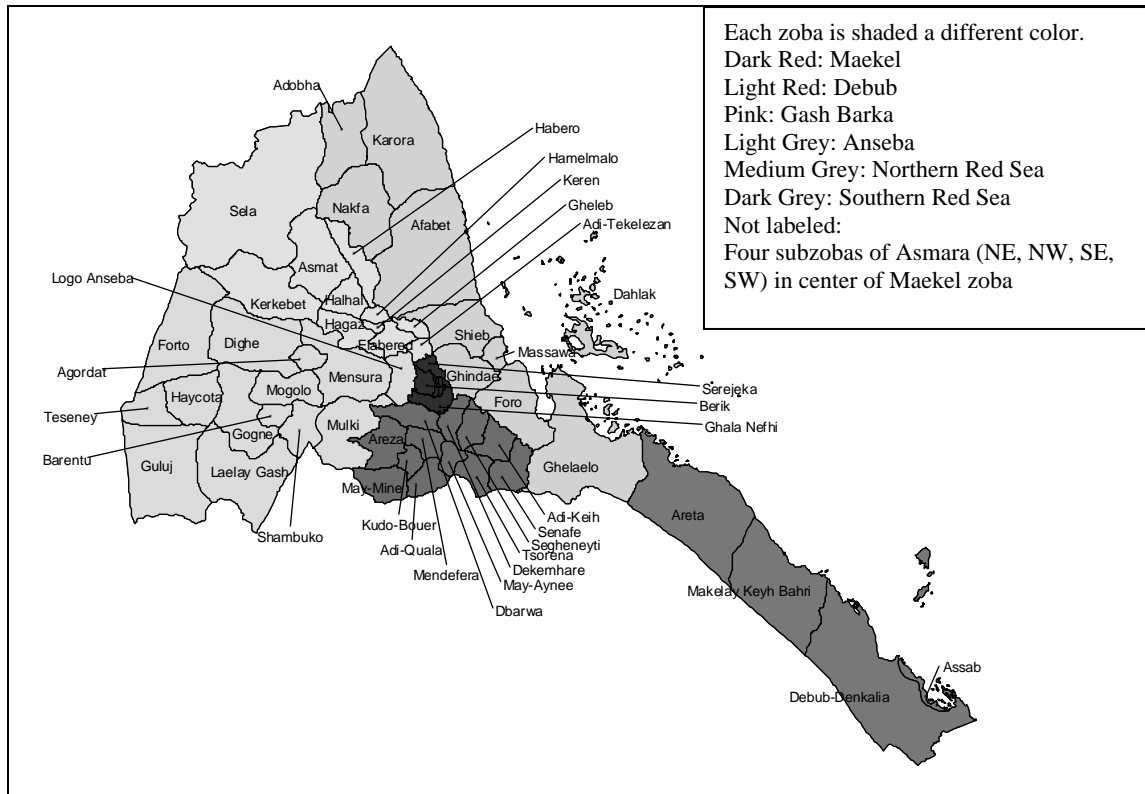 Each zoba is shaded a different color.
Dark Red: Maekel
Light Red: Debub
Pink: Gash Barka
Light Grey: Anseba
Medium Grey: Northern Red Sea
Dark Grey: Southern Red Sea
Not labeled:
Four subzobas of Asmara (NE, NW, SE,
SW) in center of Maekel zoba
Adobha
Karora
Habero
Hamelmalo
Keren
Gheleb
Adi-Tekelezan
Sela
Nakfa
Afabet
Asmat
Logo Anseba
Kerkebet
Halhal
Dahlak
Hagaz
Elabered
Shieb
Forto
Dighe
Massawa
Agordat
Mensura
Ghindae
Serejeka
Mogolo
Haycota
Foro
Berik
Teseney
Mulki
Ghala Nefhi
Gogne
Areza
Barentu
Guluj
Laelay Gash
Ghelaelo
May-Mine
Areta
Adi-Keih
Kudo-Bouer
Senafe
Shambuko
Segheneyti
Adi-Quala
Tsorena
Mendefera
Dekemhare
May-Aynee
Makelay Keyh Bahri
Dbarwa
Assab
Debub-Denkalia